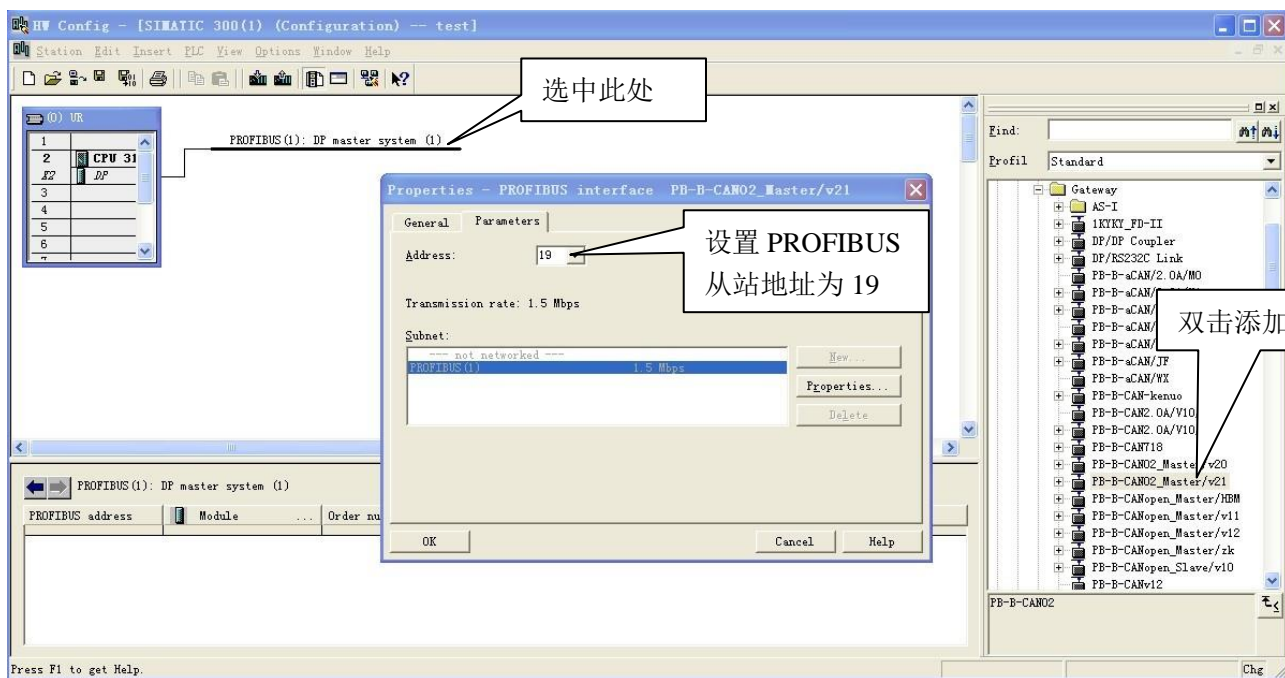 HW Config - [SIMATIC 300(1) (Configuration) -- test]
Station Edit Insert PLC View Options Window Help
选中此处
(0) UR
1
2 CPU 31
X2 DP
3
4
5
6
7
PROFIBUS(1): DP master system (1)
Properties - PROFIBUS interface PB-B-CAN02_Master/v21
General Parameters
Address: 19
设置 PROFIBUS
从站地址为 19
Transmission rate: 1.5 Mbps
Subnet:
--- not networked ---
PROFIBUS(1) 1.5 Mbps
New...
Properties...
Delete
OK Cancel Help
Find:
Profil Standard
Gateway
AS-I
1KYKY_FD-II
DP/DP Coupler
DP/RS232C Link
PB-B-aCAN/2.0A/MO
PB-B-aCAN/
PB-B-aCAN/
PB-B-aCAN/
PB-B-aCAN/
PB-B-aCAN/JF
PB-B-aCAN/WX
PB-B-CAN-kenuo
PB-B-CAN2.0A/V10
PB-B-CAN2.0A/V10
PB-B-CAN718
PB-B-CAN02_Maste v20
PB-B-CAN02_Master/v21
PB-B-CANopen_Master/HBM
PB-B-CANopen_Master/v11
PB-B-CANopen_Master/v12
PB-B-CANopen_Master/zk
PB-B-CANopen_Slave/v10
PB-B-CANv12
双击添加
PB-B-CAN02
PROFIBUS(1): DP master system (1)
PROFIBUS address Module ... Order nu
Press F1 to get Help.
Chg